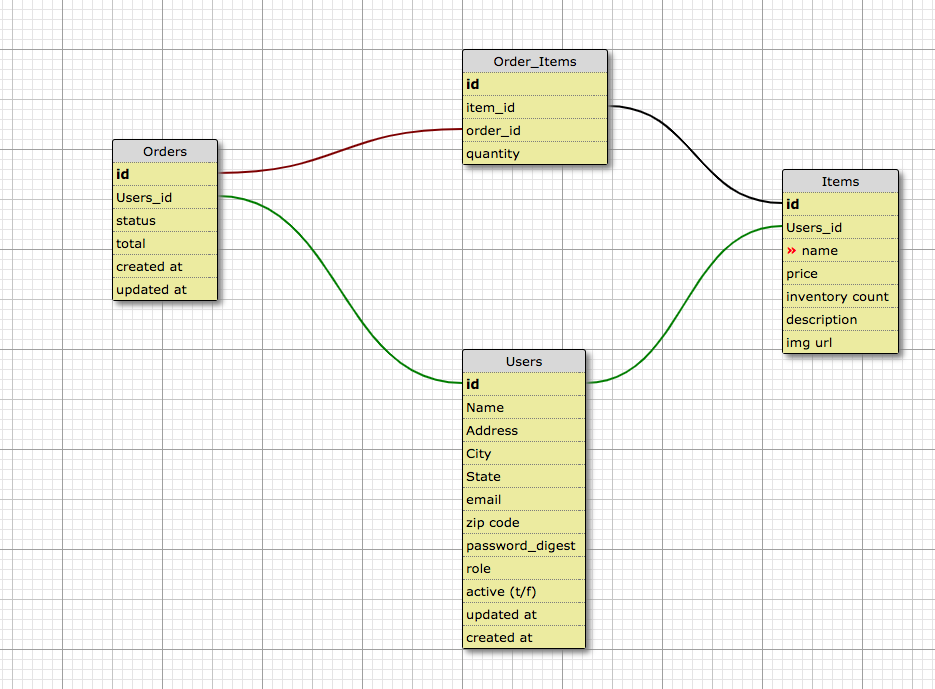 Order_Items
id
item_id
order_id
quantity
Orders
id
Users_id
status
total
created at
updated at
Items
id
Users_id
» name
price
inventory count
description
img url
Users
id
Name
Address
City
State
email
zip code
password_digest
role
active (t/f)
updated at
created at